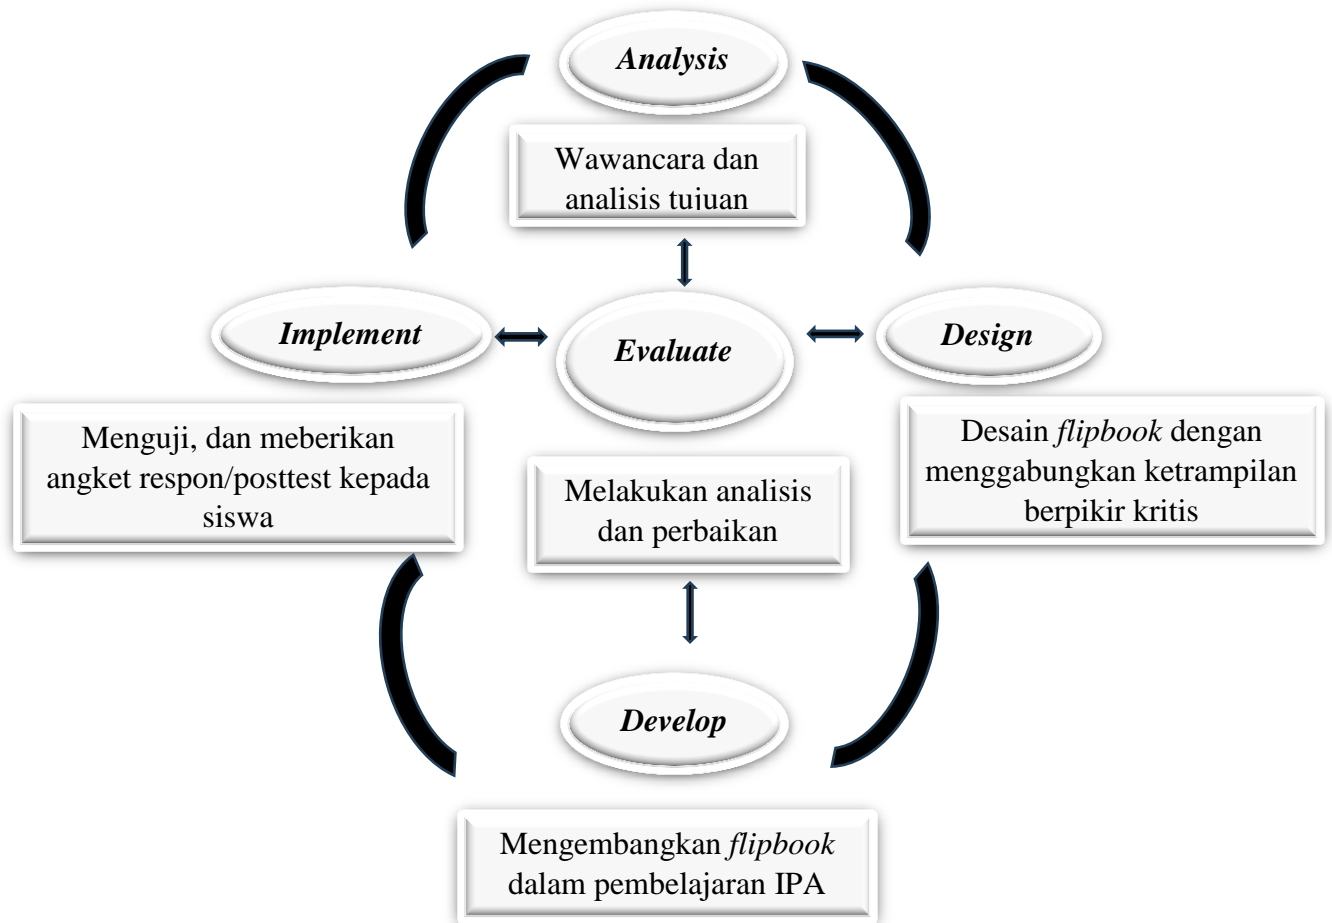 Analysis
Wawancara dan
analisis tujuan
Implement
Evaluate
Design
Menguji, dan meberikan
angket respon/posttest kepada
siswa
Melakukan analisis
dan perbaikan
Desain flipbook dengan
menggabungkan ketrampilan
berpikir kritis
Develop
Mengembangkan flipbook
dalam pembelajaran IPA